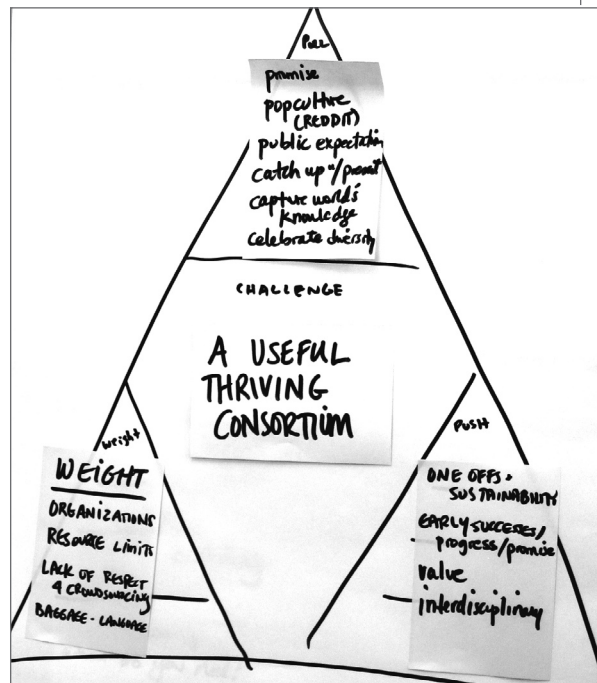 PULL
promise
popculture
(REDDIT)
public expectation
catch up w/present
capture worlds
knowledge
celebrate diversity
CHALLENGE
A USEFUL
THRIVING
CONSORTIUM
weight
WEIGHT
ORGANIZATIONS
RESOURCE LIMITS
LACK OF RESPECT
4 CROWDSOURCING
BAGGAGE - LANGUAGE
PUSH
ONE OFFS ·
SUSTAINABILITY
EARLY SUCCESSES/
progress/promise
value
interdisciplinary